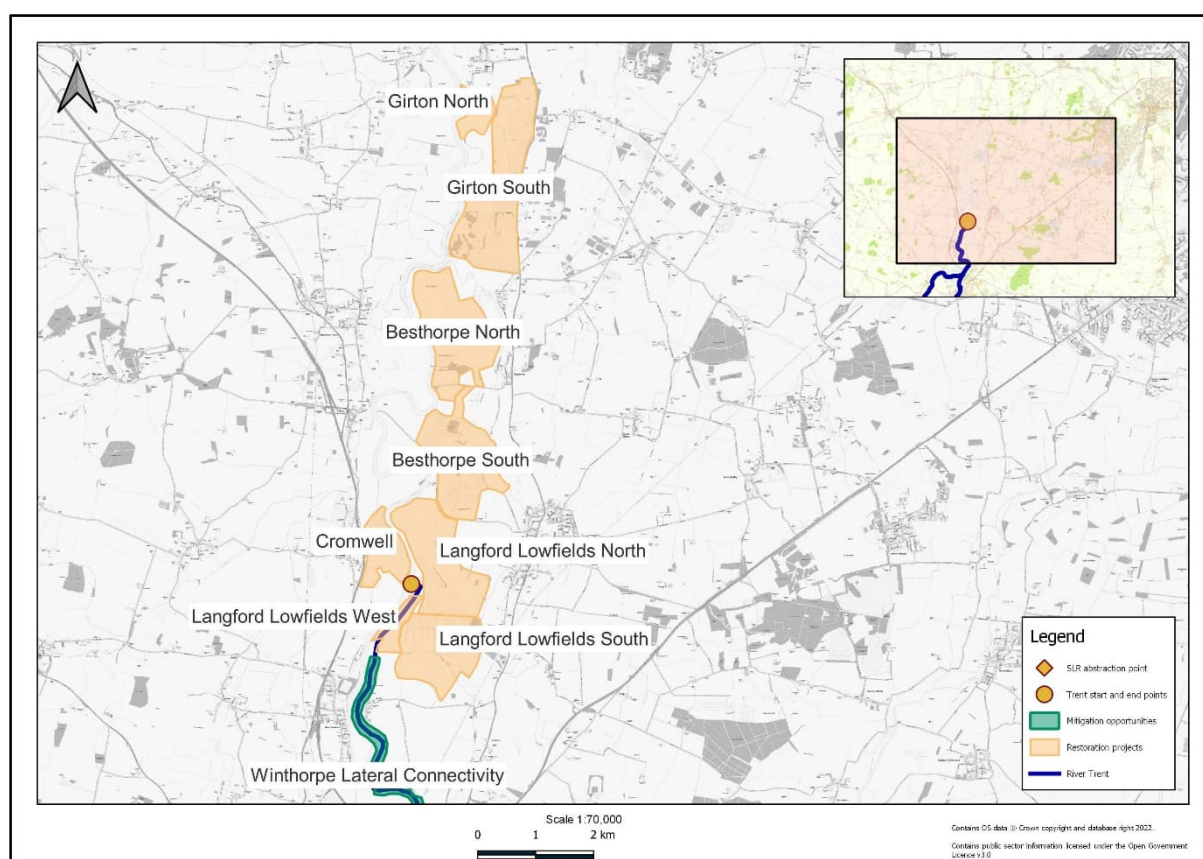 Girton North
Girton South
Besthorpe North
Besthorpe South
Cromwell
Langford Lowfields North
Langford Lowfields West
Langford Lowfields South
Winthorpe Lateral Connectivity
Legend
SLR abstraction point
Trent start and end points
Mitigation opportunities
Restoration projects
River Trent
Scale 1:70,000
0 1 2 km
Contains OS data © Crown copyright and database right 2022.
Contains public sector information licensed under the Open Government
Licence v3.0